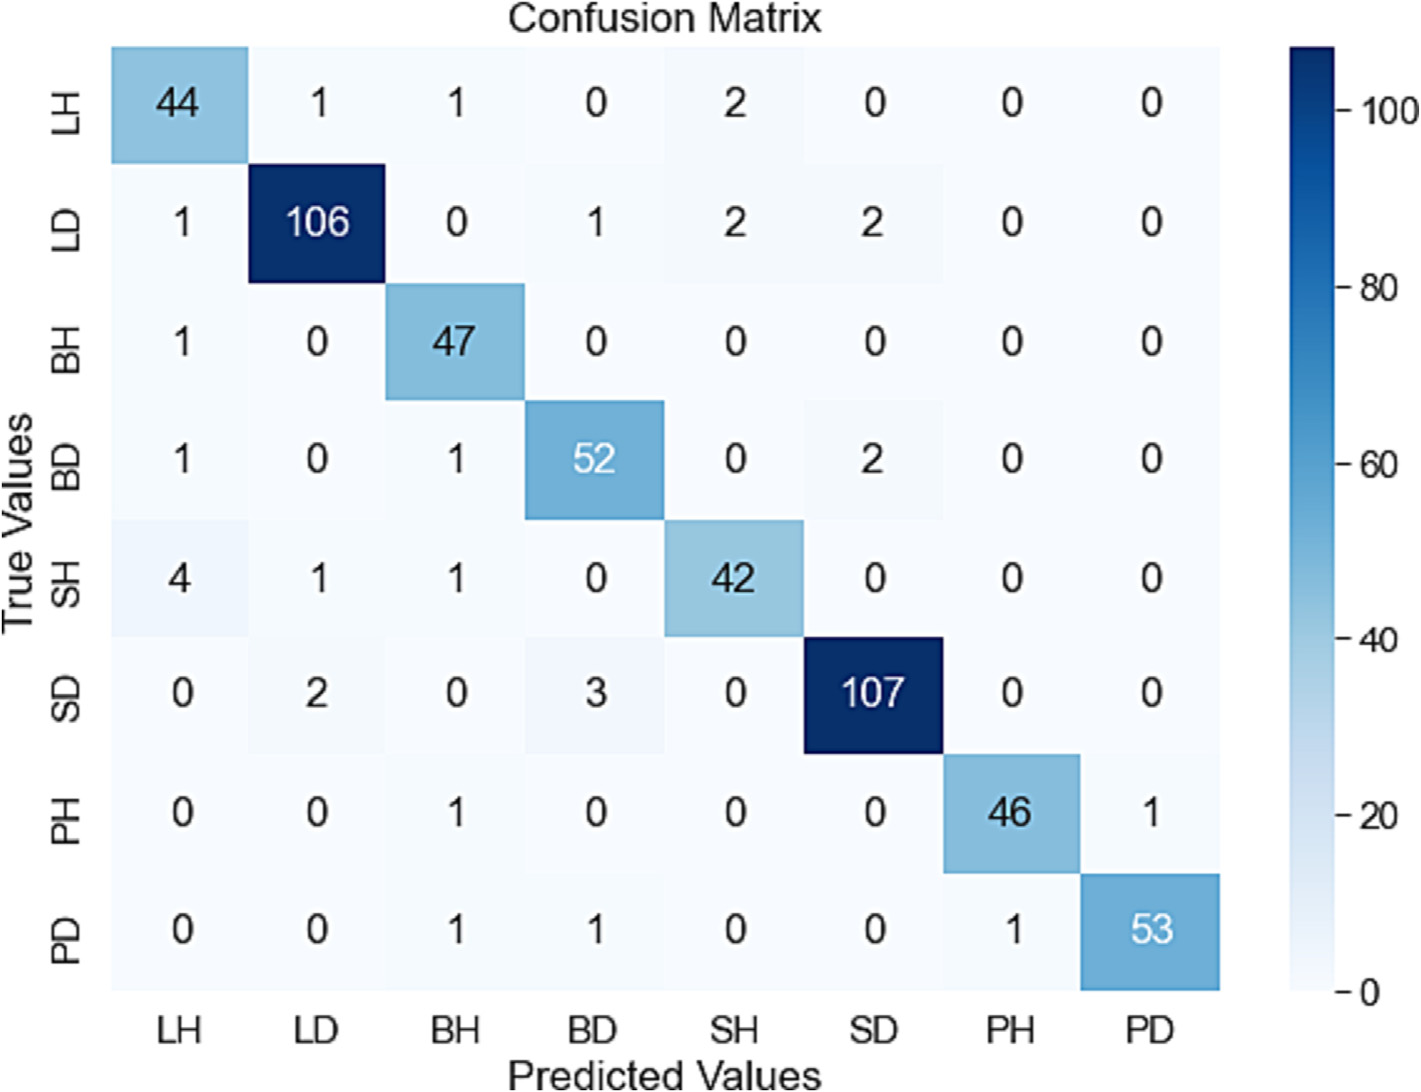 Confusion Matrix
LH 44 1 1 0 2 0 0 0
LD 1 106 0 1 2 2 0 0
BH 1 0 47 0 0 0 0 0
BD 1 0 1 52 0 2 0 0
SH 4 1 1 0 42 0 0 0
SD 0 2 0 3 0 107 0 0
PH 0 0 1 0 0 0 46 1
PD 0 0 1 1 0 0 1 53
LH LD BH BD SH SD PH PD
Predicted Values
True Values
100
80
60
40
20
0